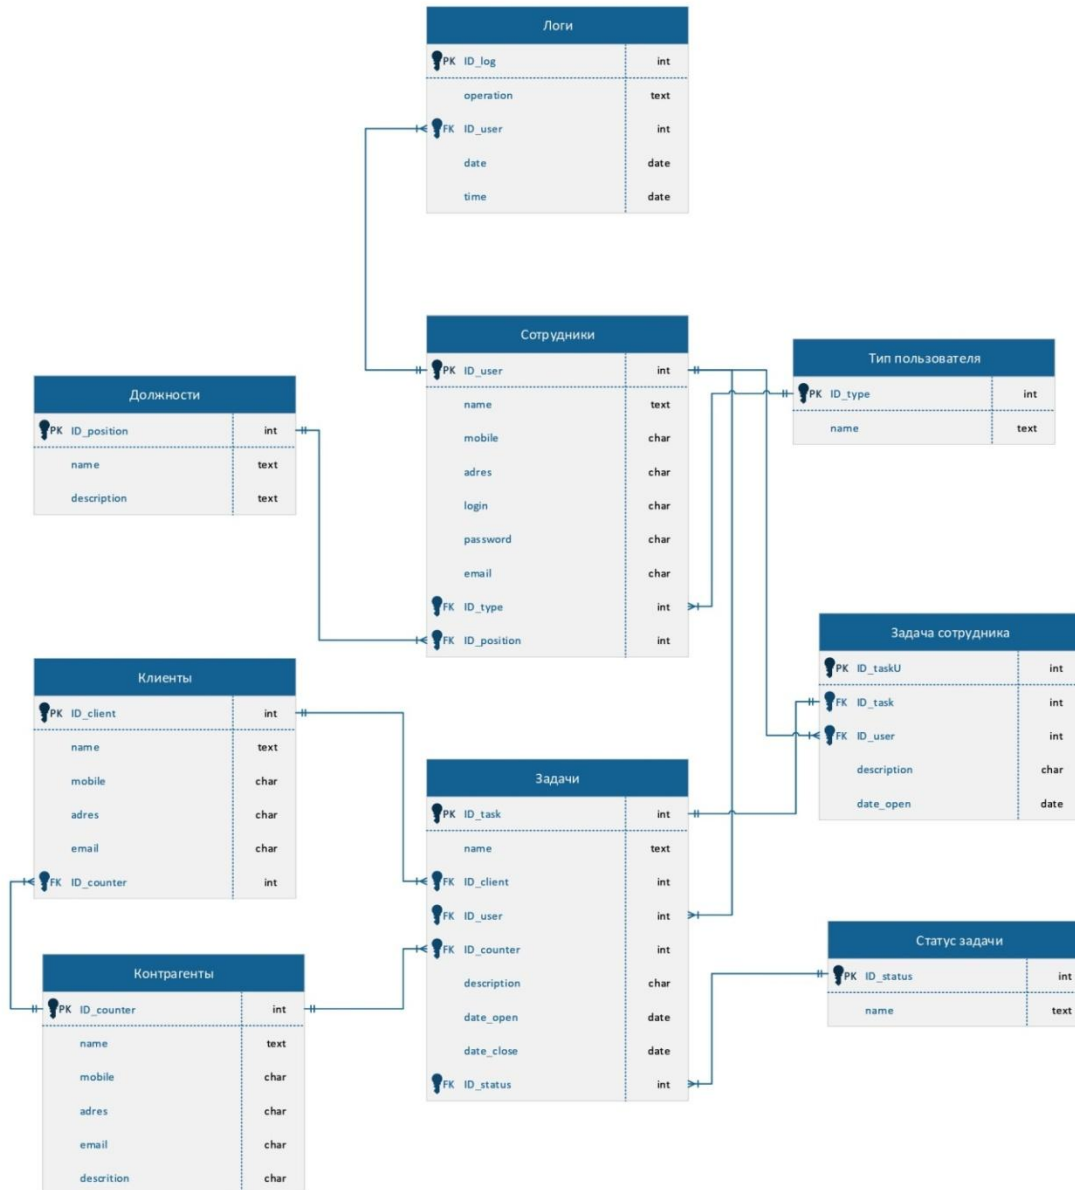 Логи
PK ID_log int
operation text
FK ID_user int
date date
time date
Сотрудники
PK ID_user int
name text
mobile char
adres char
login char
password char
email char
FK ID_type int
FK ID_position int
Тип пользователя
PK ID_type int
name text
Должности
PK ID_position int
name text
description text
Задача сотрудника
PK ID_taskU int
FK ID_task int
FK ID_user int
description char
date_open date
Клиенты
PK ID_client int
name text
mobile char
adres char
email char
FK ID_counter int
Задачи
PK ID_task int
name text
FK ID_client int
FK ID_user int
FK ID_counter int
description char
date_open date
date_close date
FK ID_status int
Статус задачи
PK ID_status int
name text
Контрагенты
PK ID_counter int
name text
mobile char
adres char
email char
descrition char